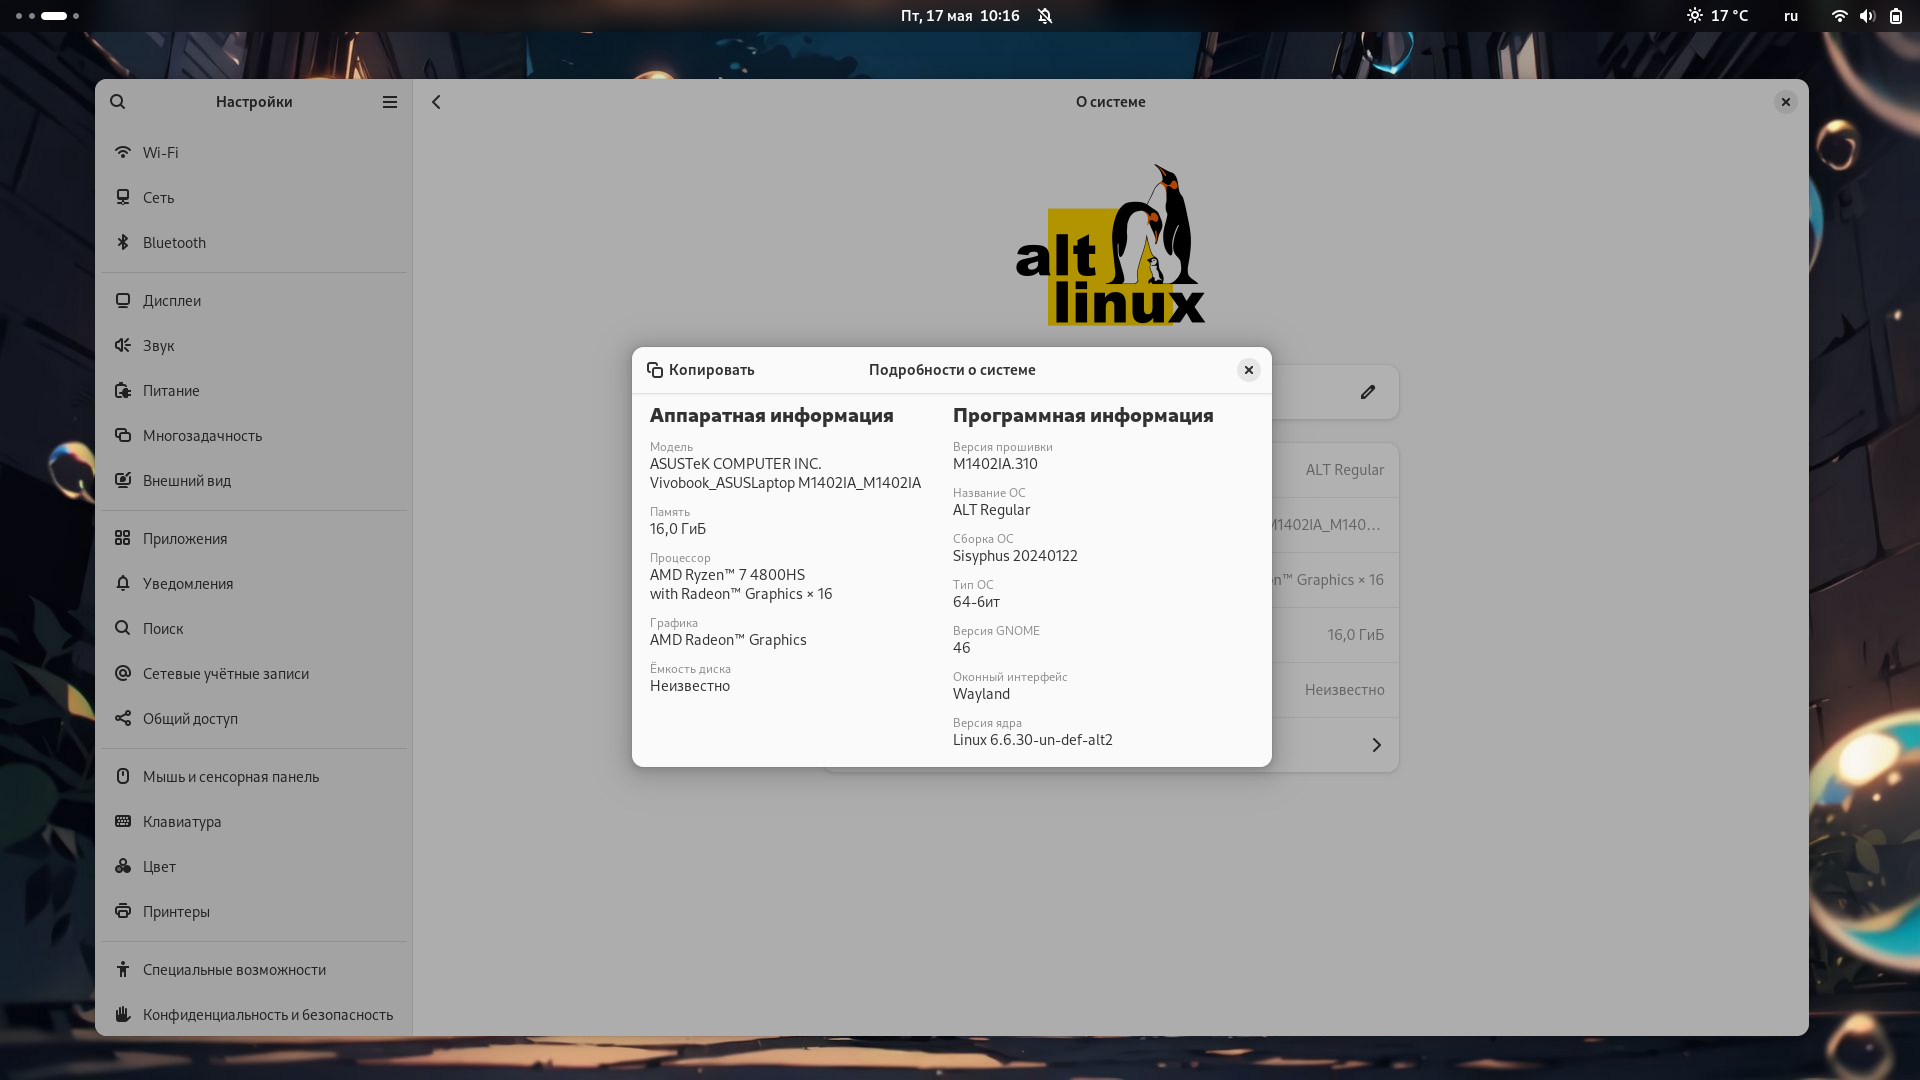 Пт, 17 мая 10:16
17 °C
ru
Настройки
О системе
Wi-Fi
Сеть
Bluetooth
Дисплеи
Звук
Питание
Многозадачность
Внешний вид
Приложения
Уведомления
Поиск
Сетевые учётные записи
Общий доступ
Мышь и сенсорная панель
Клавиатура
Цвет
Принтеры
Специальные возможности
Конфиденциальность и безопасность
alt
linux
Копировать
Подробности о системе
Аппаратная информация
Модель
ASUSTeK COMPUTER INC.
Vivobook_ASUSLaptop M1402IA_M1402IA
Память
16,0 ГиБ
Процессор
AMD Ryzen™ 7 4800HS
with Radeon™ Graphics × 16
Графика
AMD Radeon™ Graphics
Ёмкость диска
Неизвестно
Программная информация
Версия прошивки
M1402IA.310
Название ОС
ALT Regular
Сборка ОС
Sisyphus 20240122
Тип ОС
64-бит
Версия GNOME
46
Оконный интерфейс
Wayland
Версия ядра
Linux 6.6.30-un-def-alt2
ALT Regular
M1402IA_M140…
n™ Graphics × 16
16,0 ГиБ
Неизвестно